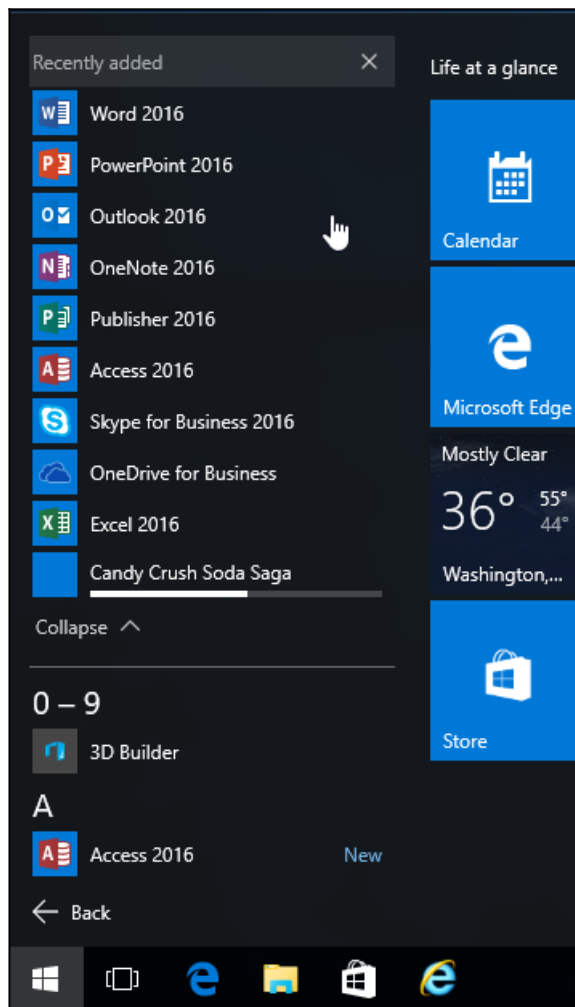 Recently added
Word 2016
PowerPoint 2016
Outlook 2016
OneNote 2016
Publisher 2016
Access 2016
Skype for Business 2016
OneDrive for Business
Excel 2016
Candy Crush Soda Saga
Collapse
0 – 9
3D Builder
A
Access 2016 New
Back
Life at a glance
Calendar
Microsoft Edge
Mostly Clear
36° 55°
44°
Washington,...
Store